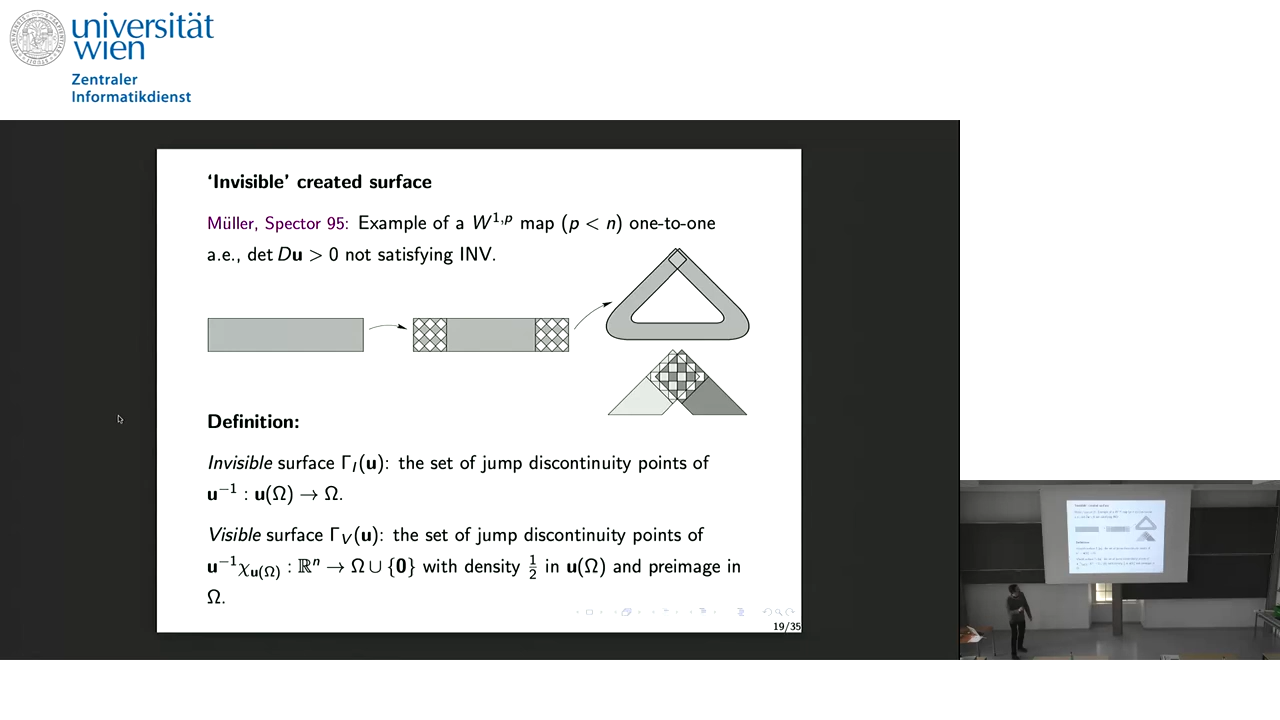 universität
wien
Zentraler
Informatikdienst
‘Invisible’ created surface
Müller, Spector 95: Example of a W^{1,p} map (p < n) one-to-one
a.e., det Du > 0 not satisfying INV.
Definition:
Invisible surface Γ_I(u): the set of jump discontinuity points of
u⁻¹ : u(Ω) → Ω.
Visible surface Γ_V(u): the set of jump discontinuity points of
u⁻¹χ_{u(Ω)} : ℝⁿ → Ω ∪ {0} with density ½ in u(Ω) and preimage in
Ω.
19/35